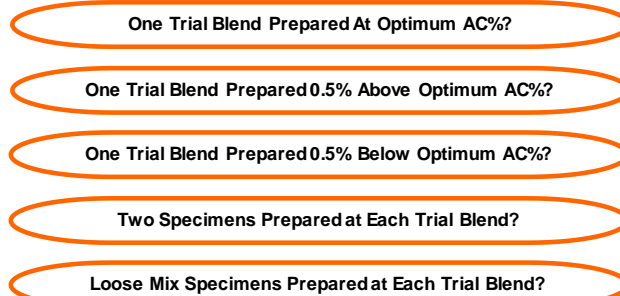 One Trial Blend Prepared At Optimum AC%?
One Trial Blend Prepared 0.5% Above Optimum AC%?
One Trial Blend Prepared 0.5% Below Optimum AC%?
Two Specimens Prepared at Each Trial Blend?
Loose Mix Specimens Prepared at Each Trial Blend?